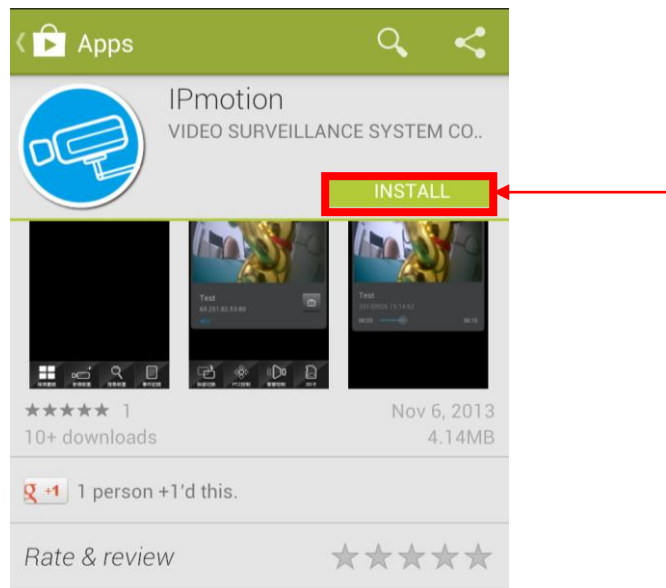 Apps
IPmotion
VIDEO SURVEILLANCE SYSTEM CO..
INSTALL
Test
Test
★★★★★ 1
Nov 6, 2013
10+ downloads
4.14MB
g +1 1 person +1'd this.
Rate & review